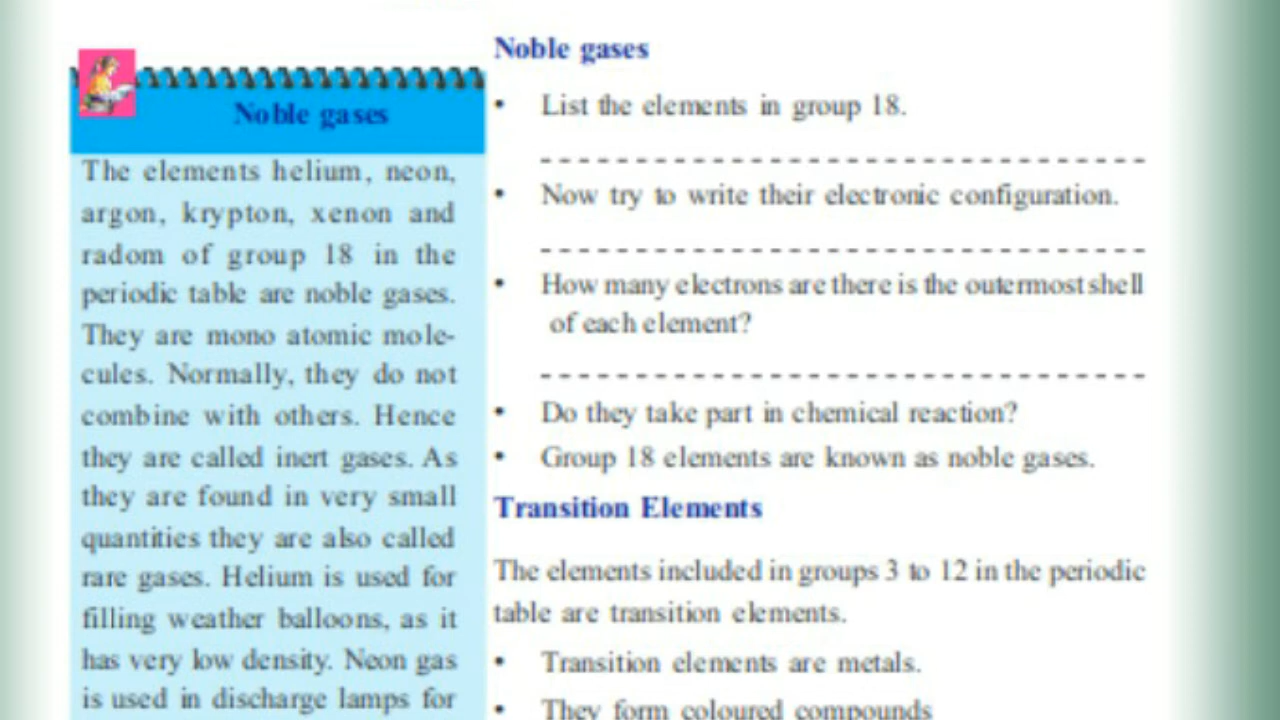 Noble gases
The elements helium, neon,
argon, krypton, xenon and
radom of group 18 in the
periodic table are noble gases.
They are mono atomic mole-
cules. Normally, they do not
combine with others. Hence
they are called inert gases. As
they are found in very small
quantities they are also called
rare gases. Helium is used for
filling weather balloons, as it
has very low density. Neon gas
is used in discharge lamps for
Noble gases
• List the elements in group 18.
• Now try to write their electronic configuration.
• How many electrons are there is the outermost shell
of each element?
• Do they take part in chemical reaction?
• Group 18 elements are known as noble gases.
Transition Elements
The elements included in groups 3 to 12 in the periodic
table are transition elements.
• Transition elements are metals.
• They form coloured compounds